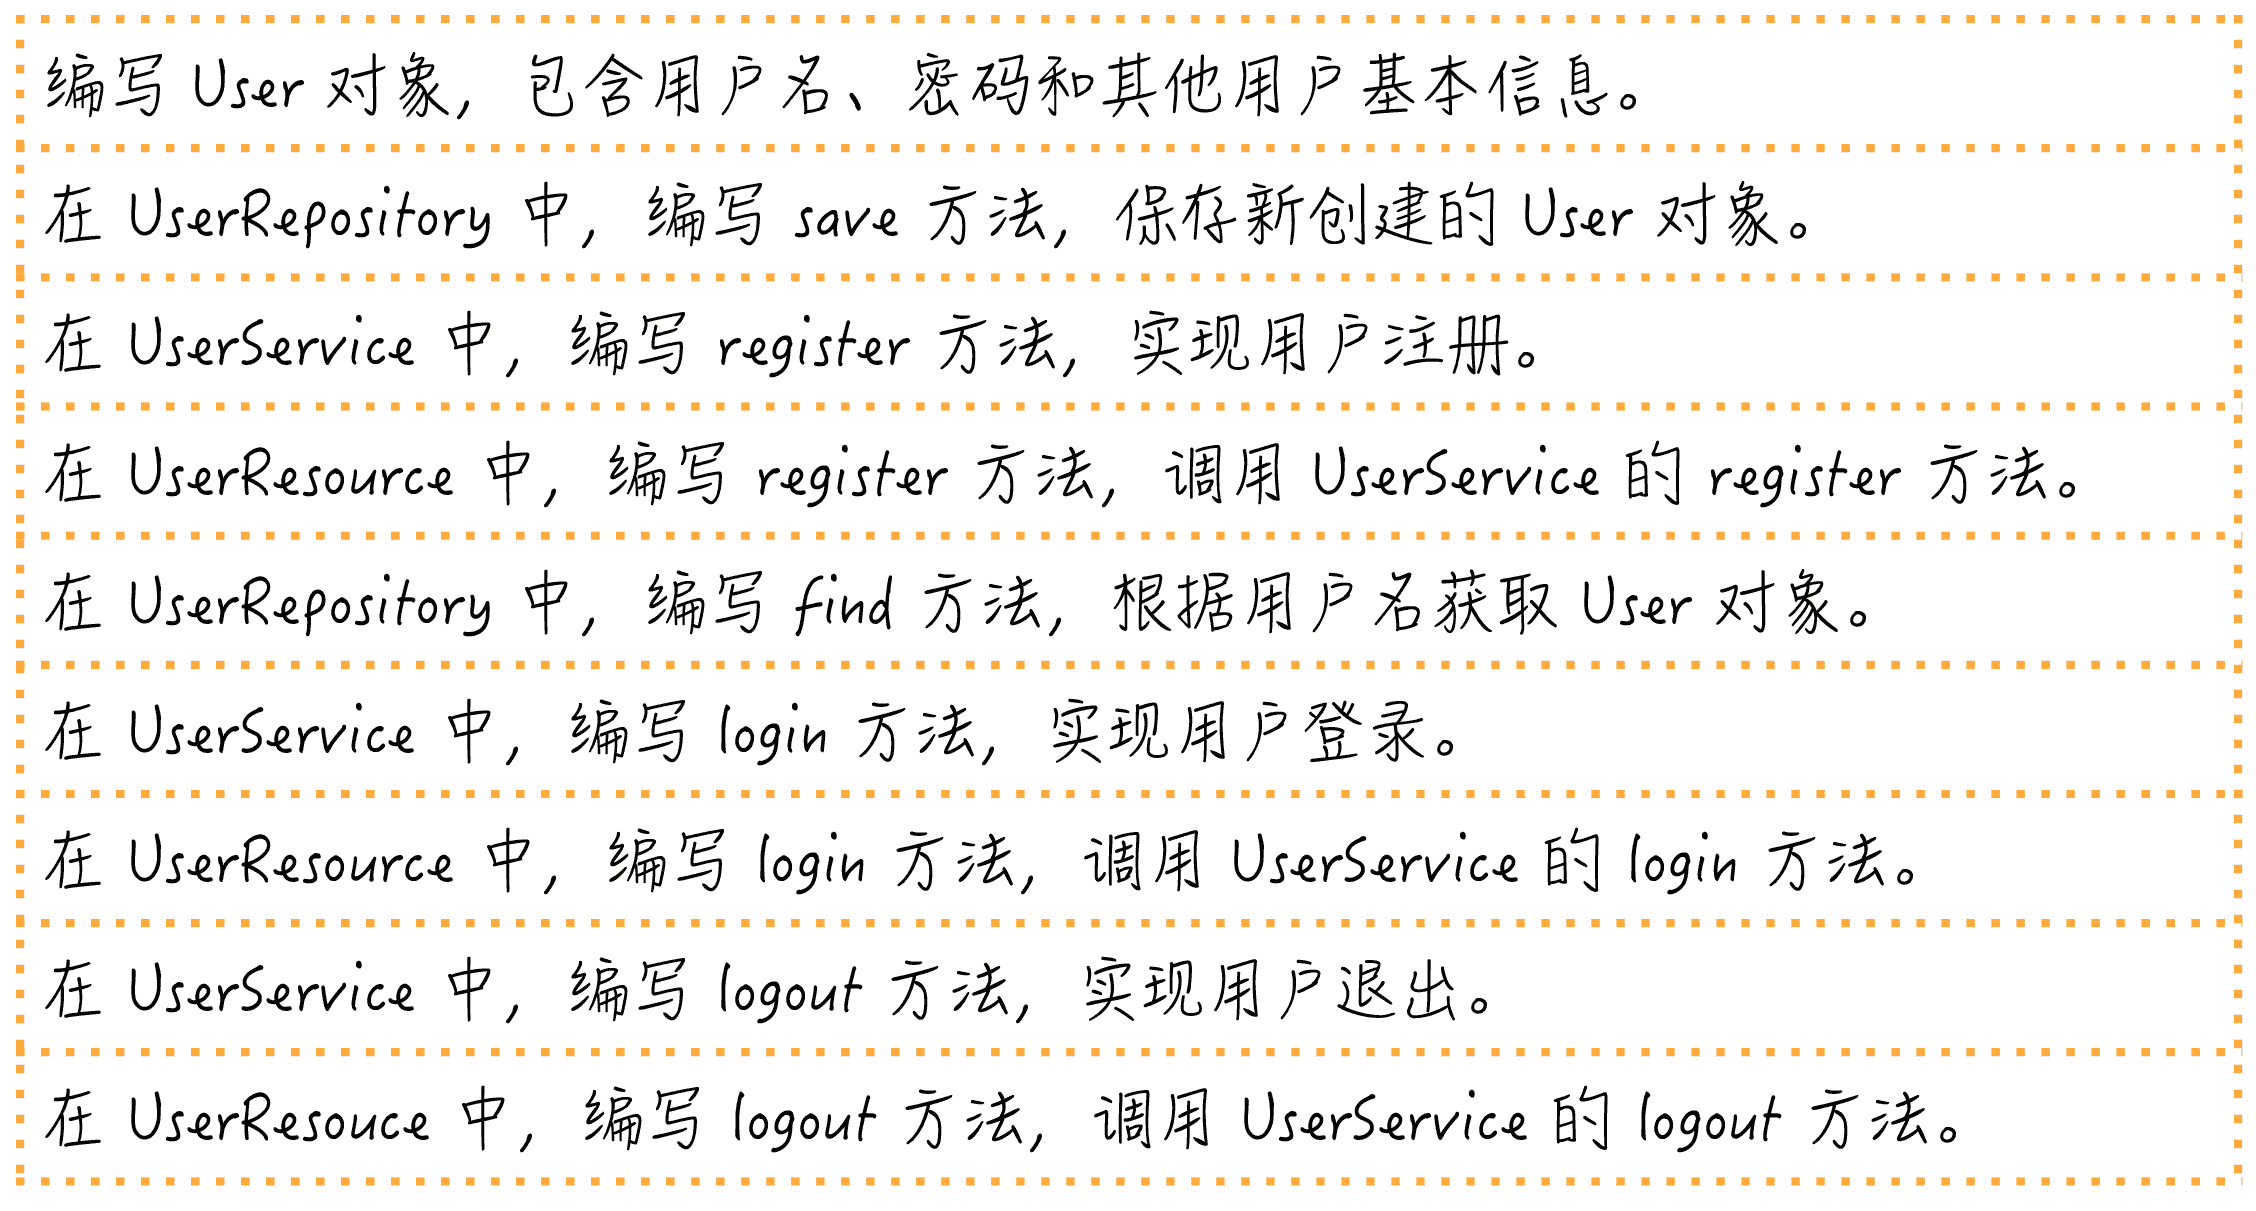 编写 User 对象，包含用户名、密码和其他用户基本信息。
在 UserRepository 中，编写 save 方法，保存新创建的 User 对象。
在 UserService 中，编写 register 方法，实现用户注册。
在 UserResource 中，编写 register 方法，调用 UserService 的 register 方法。
在 UserRepository 中，编写 find 方法，根据用户名获取 User 对象。
在 UserService 中，编写 login 方法，实现用户登录。
在 UserResource 中，编写 login 方法，调用 UserService 的 login 方法。
在 UserService 中，编写 logout 方法，实现用户退出。
在 UserResouce 中，编写 logout 方法，调用 UserService 的 logout 方法。